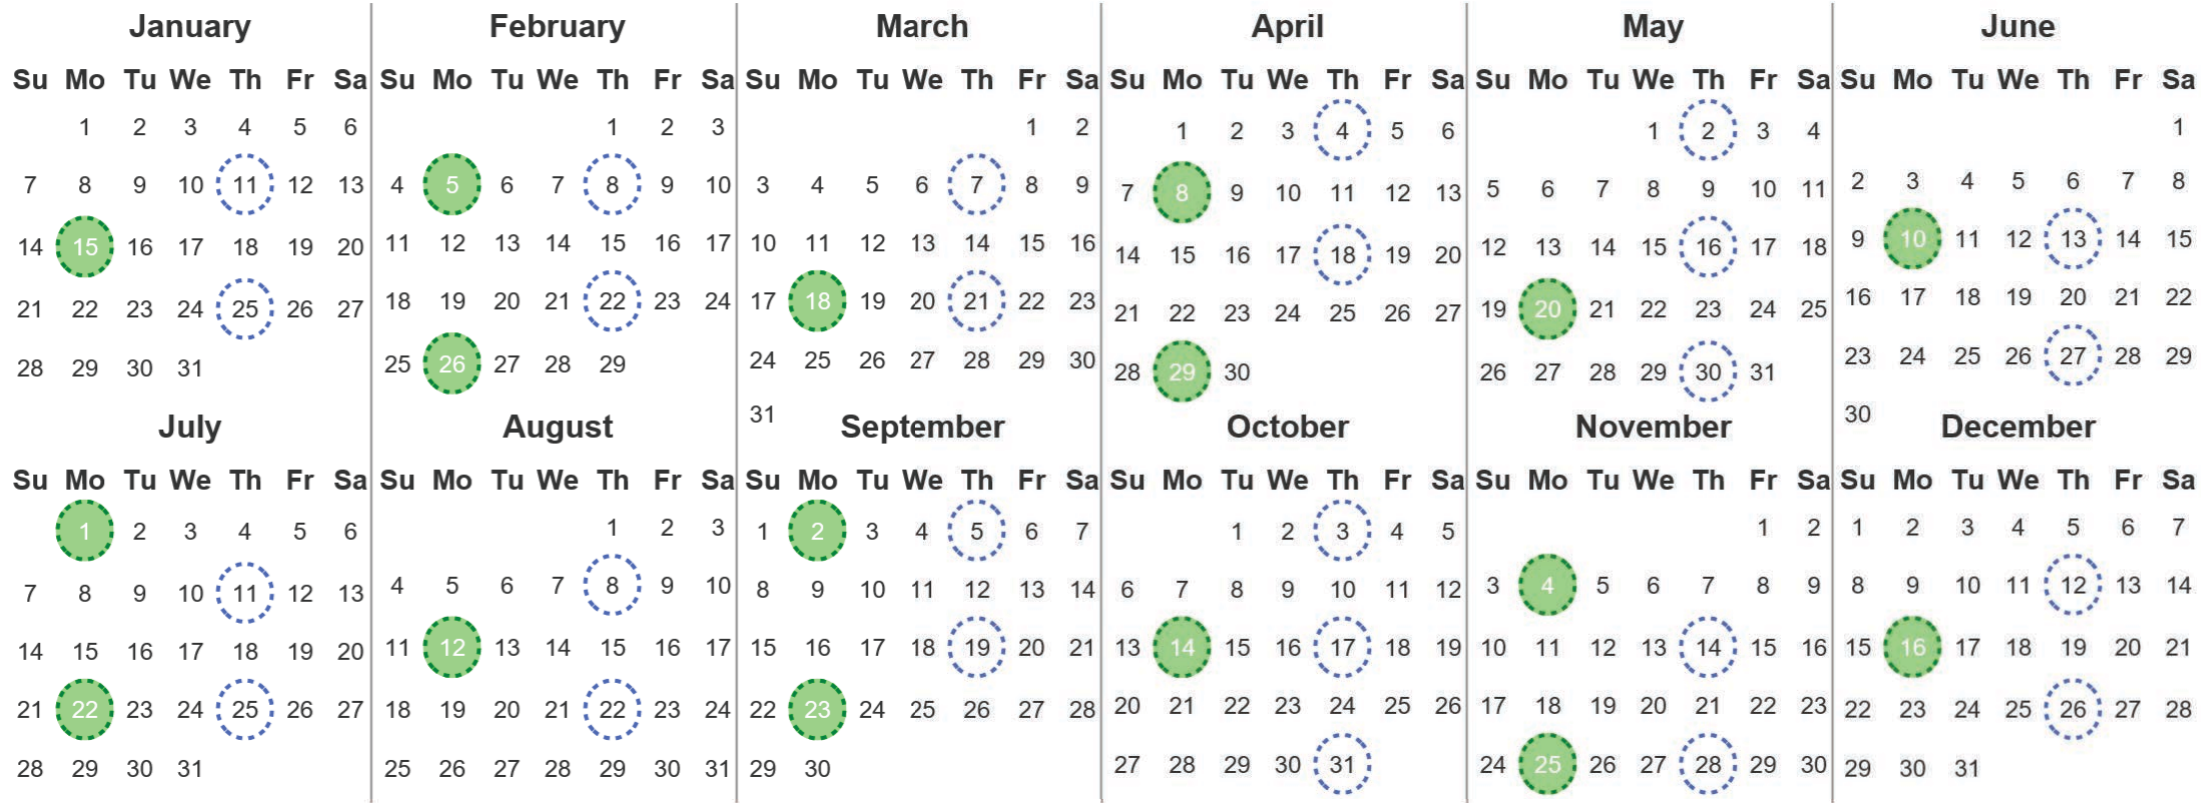 January
Su Mo Tu We Th Fr Sa
1 2 3 4 5 6
7 8 9 10 11 12 13
14 15 16 17 18 19 20
21 22 23 24 25 26 27
28 29 30 31
February
Su Mo Tu We Th Fr Sa
1 2 3
4 5 6 7 8 9 10
11 12 13 14 15 16 17
18 19 20 21 22 23 24
25 26 27 28 29
March
Su Mo Tu We Th Fr Sa
1 2
3 4 5 6 7 8 9
10 11 12 13 14 15 16
17 18 19 20 21 22 23
24 25 26 27 28 29 30
31
April
Su Mo Tu We Th Fr Sa
1 2 3 4 5 6
7 8 9 10 11 12 13
14 15 16 17 18 19 20
21 22 23 24 25 26 27
28 29 30
May
Su Mo Tu We Th Fr Sa
1 2 3 4
5 6 7 8 9 10 11
12 13 14 15 16 17 18
19 20 21 22 23 24 25
26 27 28 29 30 31
June
Su Mo Tu We Th Fr Sa
1
2 3 4 5 6 7 8
9 10 11 12 13 14 15
16 17 18 19 20 21 22
23 24 25 26 27 28 29
30
July
Su Mo Tu We Th Fr Sa
1 2 3 4 5 6
7 8 9 10 11 12 13
14 15 16 17 18 19 20
21 22 23 24 25 26 27
28 29 30 31
August
Su Mo Tu We Th Fr Sa
1 2 3
4 5 6 7 8 9 10
11 12 13 14 15 16 17
18 19 20 21 22 23 24
25 26 27 28 29 30 31
September
Su Mo Tu We Th Fr Sa
1 2 3 4 5 6 7
8 9 10 11 12 13 14
15 16 17 18 19 20 21
22 23 24 25 26 27 28
29 30
October
Su Mo Tu We Th Fr Sa
1 2 3 4 5
6 7 8 9 10 11 12
13 14 15 16 17 18 19
20 21 22 23 24 25 26
27 28 29 30 31
November
Su Mo Tu We Th Fr Sa
1 2
3 4 5 6 7 8 9
10 11 12 13 14 15 16
17 18 19 20 21 22 23
24 25 26 27 28 29 30
December
Su Mo Tu We Th Fr Sa
1 2 3 4 5 6 7
8 9 10 11 12 13 14
15 16 17 18 19 20 21
22 23 24 25 26 27 28
29 30 31